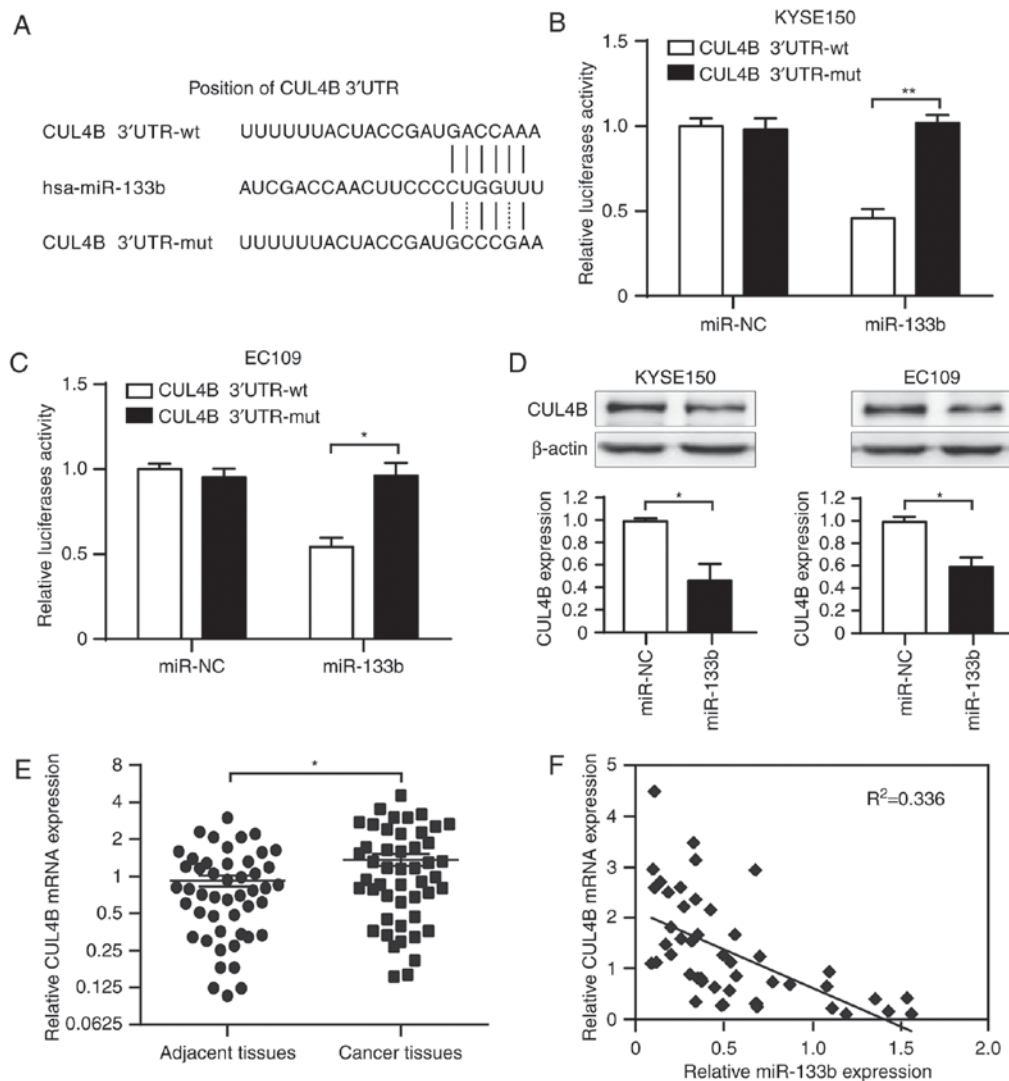 A
Position of CUL4B 3′UTR
CUL4B 3′UTR-wt UUUUUUACUACCGAUGACCAAA
hsa-miR-133b AUCGACCAACUUCCCCUGGUUU
CUL4B 3′UTR-mut UUUUUUACUACCGAUGCCCGAA
B
KYSE150
CUL4B 3′UTR-wt
CUL4B 3′UTR-mut
**
Relative luciferases activity
1.5
1.0
0.5
0
miR-NC miR-133b
C
EC109
CUL4B 3′UTR-wt
CUL4B 3′UTR-mut
*
Relative luciferases activity
1.5
1.0
0.5
0
miR-NC miR-133b
D
KYSE150 EC109
CUL4B
β-actin
CUL4B expression
1.2
1.0
0.8
0.6
0.4
0.2
0
*
miR-NC
miR-133b
CUL4B expression
1.2
1.0
0.8
0.6
0.4
0.2
0
*
miR-NC
miR-133b
E
Relative CUL4B mRNA expression
8
4
2
1
0.5
0.25
0.125
0.0625
*
Adjacent tissues Cancer tissues
F
Relative CUL4B mRNA expression
5
4
3
2
1
0
R²=0.336
0 0.5 1.0 1.5 2.0
Relative miR-133b expression